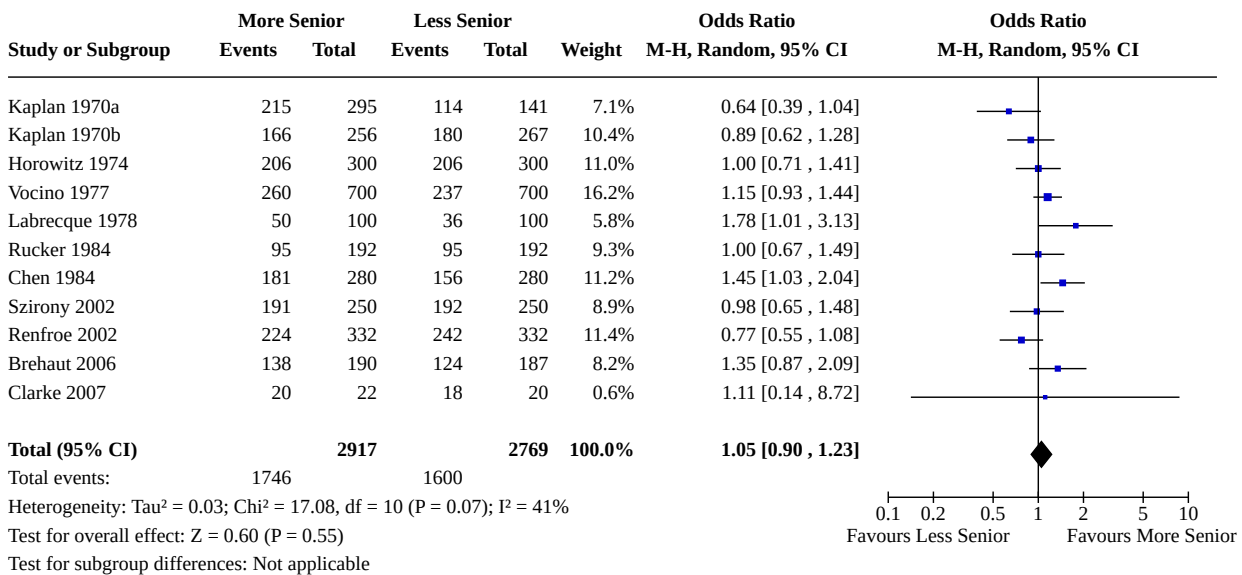 More Senior Less Senior Odds Ratio Odds Ratio
Study or Subgroup Events Total Events Total Weight M-H, Random, 95% CI M-H, Random, 95% CI
Kaplan 1970a 215 295 114 141 7.1% 0.64 [0.39 , 1.04]
Kaplan 1970b 166 256 180 267 10.4% 0.89 [0.62 , 1.28]
Horowitz 1974 206 300 206 300 11.0% 1.00 [0.71 , 1.41]
Vocino 1977 260 700 237 700 16.2% 1.15 [0.93 , 1.44]
Labrecque 1978 50 100 36 100 5.8% 1.78 [1.01 , 3.13]
Rucker 1984 95 192 95 192 9.3% 1.00 [0.67 , 1.49]
Chen 1984 181 280 156 280 11.2% 1.45 [1.03 , 2.04]
Szirony 2002 191 250 192 250 8.9% 0.98 [0.65 , 1.48]
Renfroe 2002 224 332 242 332 11.4% 0.77 [0.55 , 1.08]
Brehaut 2006 138 190 124 187 8.2% 1.35 [0.87 , 2.09]
Clarke 2007 20 22 18 20 0.6% 1.11 [0.14 , 8.72]
Total (95% CI) 2917 2769 100.0% 1.05 [0.90 , 1.23]
Total events: 1746 1600
Heterogeneity: Tau² = 0.03; Chi² = 17.08, df = 10 (P = 0.07); I² = 41%
0.1 0.2 0.5 1 2 5 10
Test for overall effect: Z = 0.60 (P = 0.55)
Favours Less Senior Favours More Senior
Test for subgroup differences: Not applicable